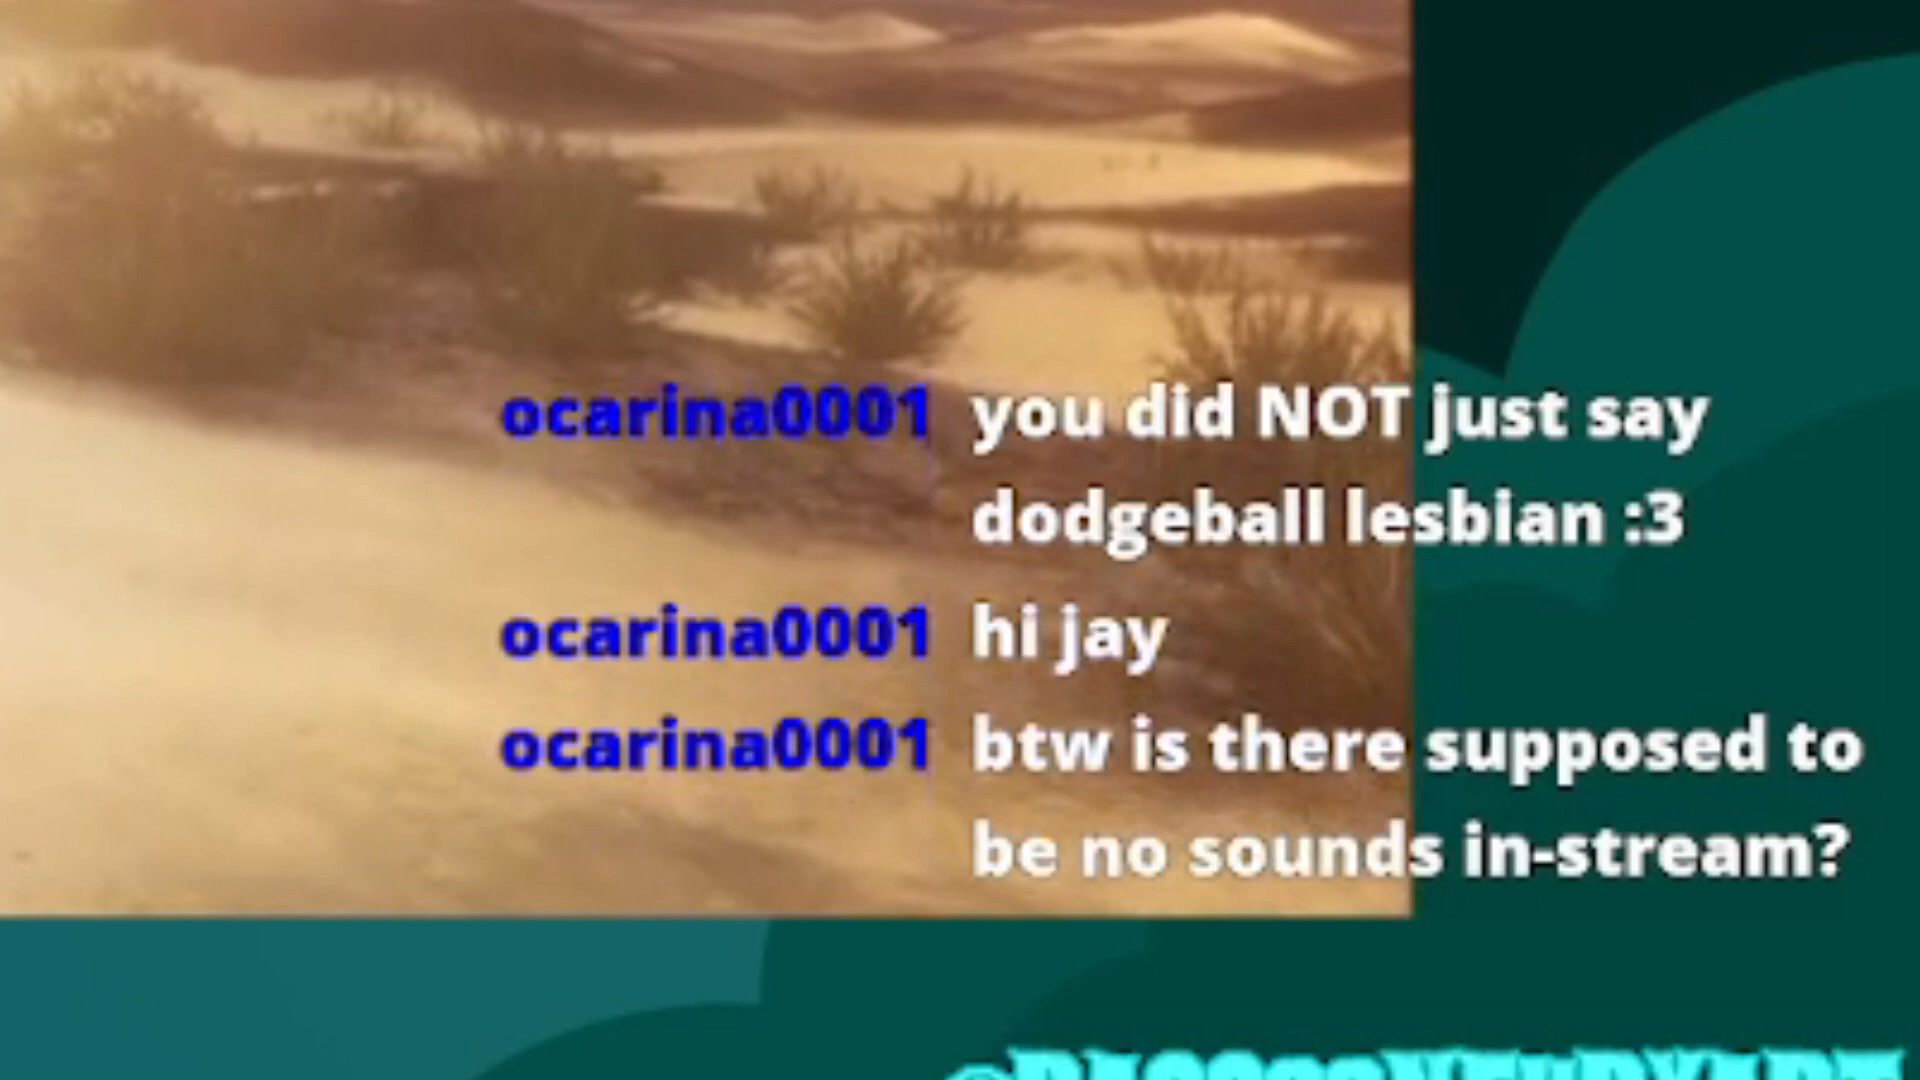 ocarina0001 you did NOT just say
dodgeball lesbian :3
ocarina0001 hi jay
ocarina0001 btw is there supposed to
be no sounds in-stream?